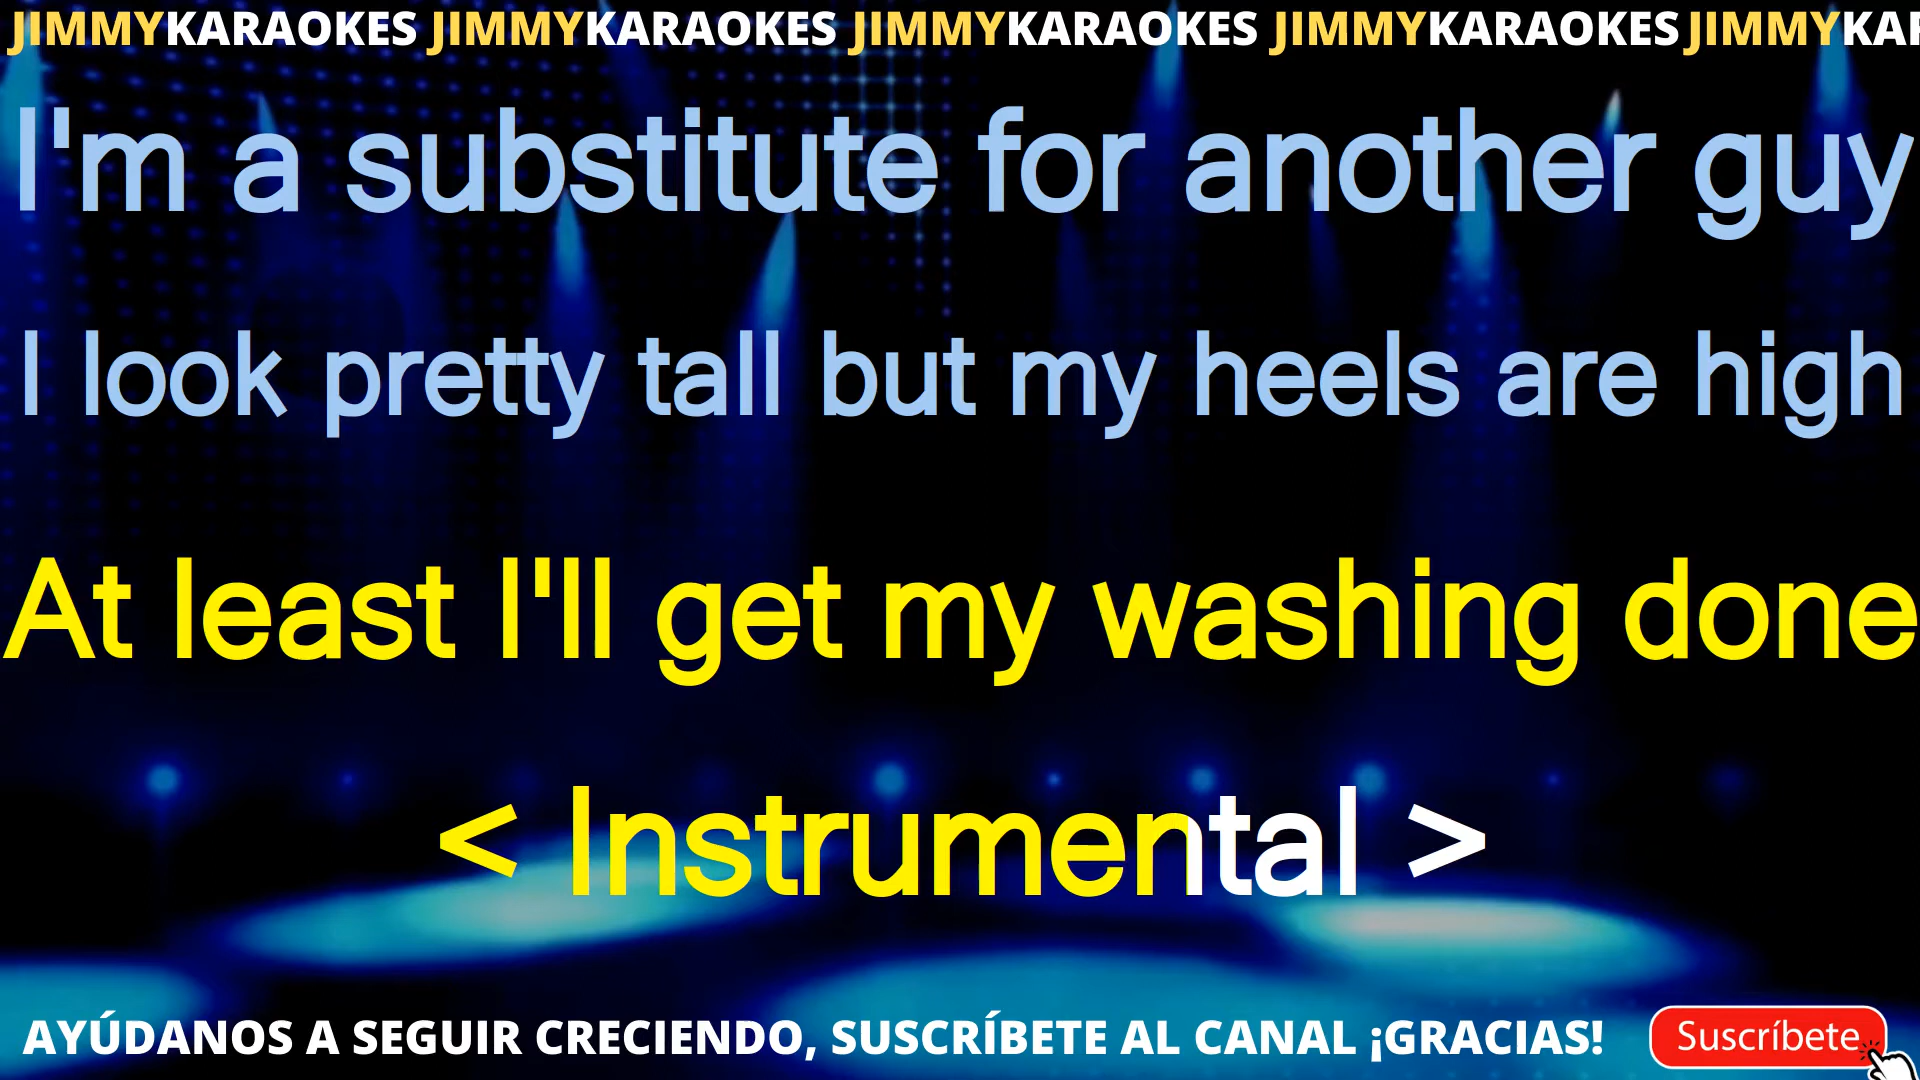 JIMMYKARAOKES JIMMYKARAOKES JIMMYKARAOKES JIMMYKARAOKES JIMMYKAR
I'm a substitute for another guy
I look pretty tall but my heels are high
At least I'll get my washing done
< Instrumental >
AYÚDANOS A SEGUIR CRECIENDO, SUSCRÍBETE AL CANAL ¡GRACIAS! Suscríbete